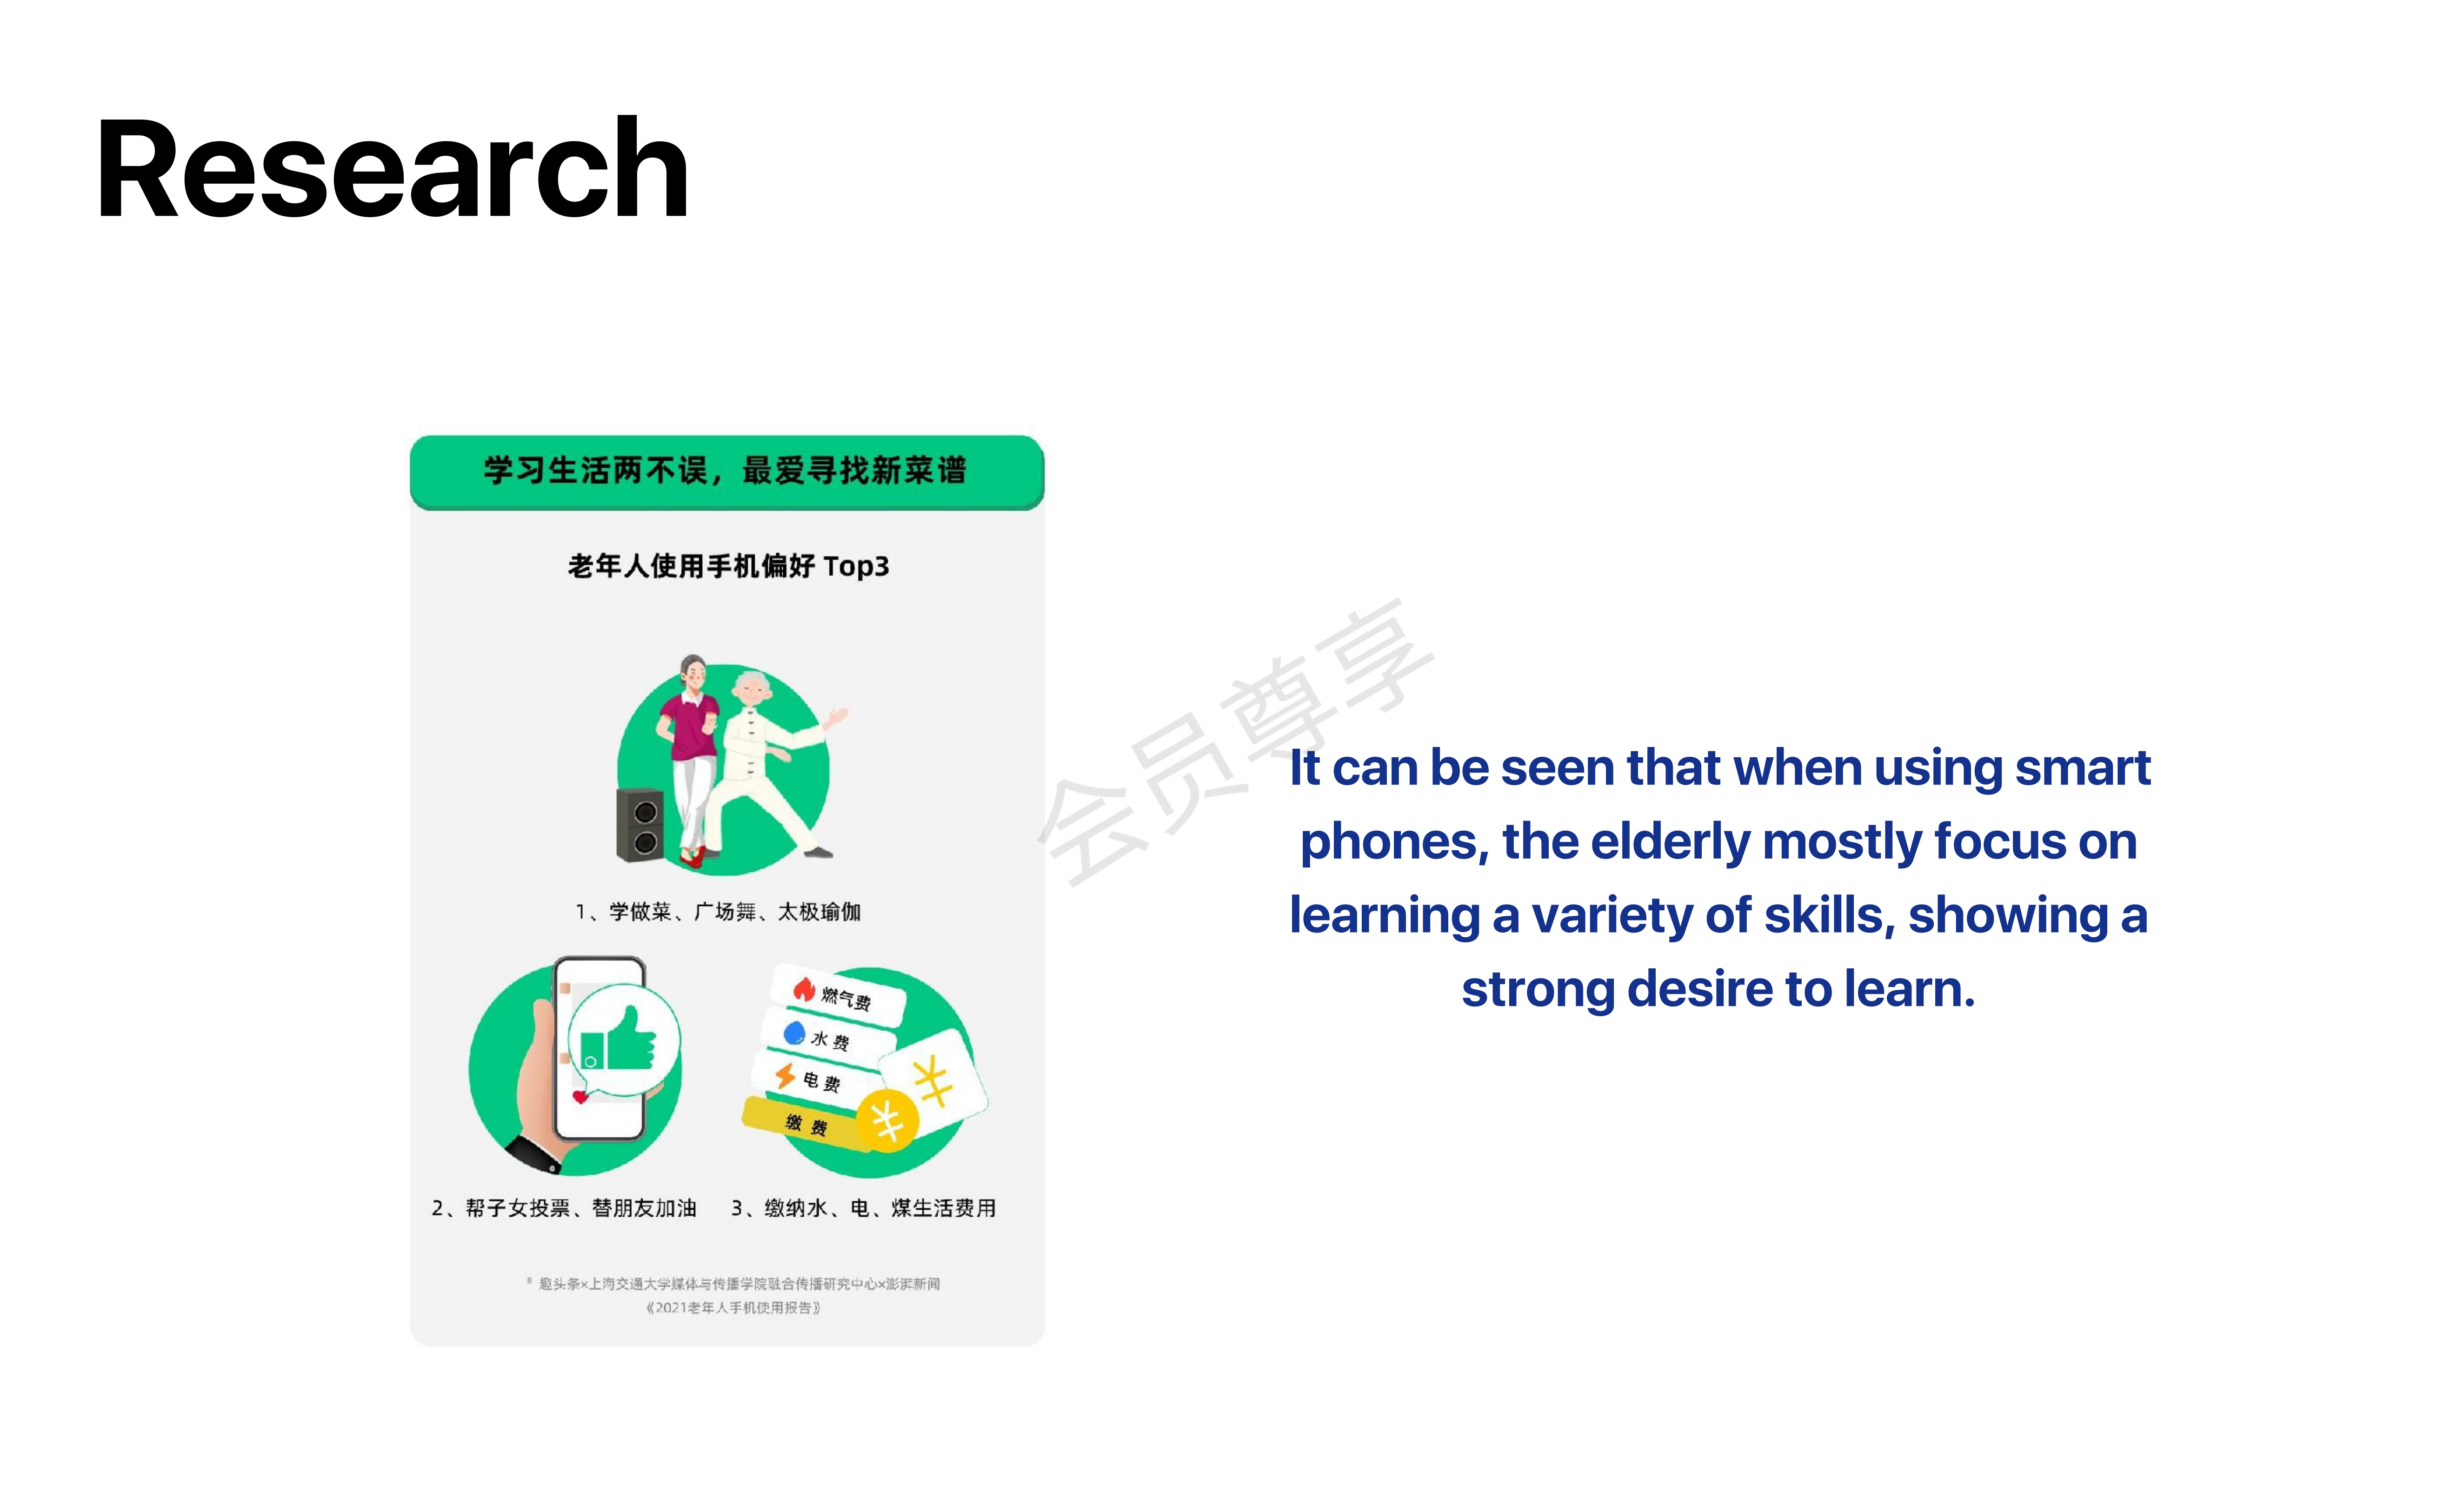 Research
学习生活两不误，最爱寻找新菜谱
老年人使用手机偏好 Top3
1、学做菜、广场舞、太极瑜伽
燃气费
水费
电费
缴费
2、帮子女投票、替朋友加油
3、缴纳水、电、煤生活费用
* 趣头条×上海交通大学媒体与传播学院融合传播研究中心×澎湃新闻
《2021老年人手机使用报告》
会员尊享
It can be seen that when using smart
phones, the elderly mostly focus on
learning a variety of skills, showing a
strong desire to learn.